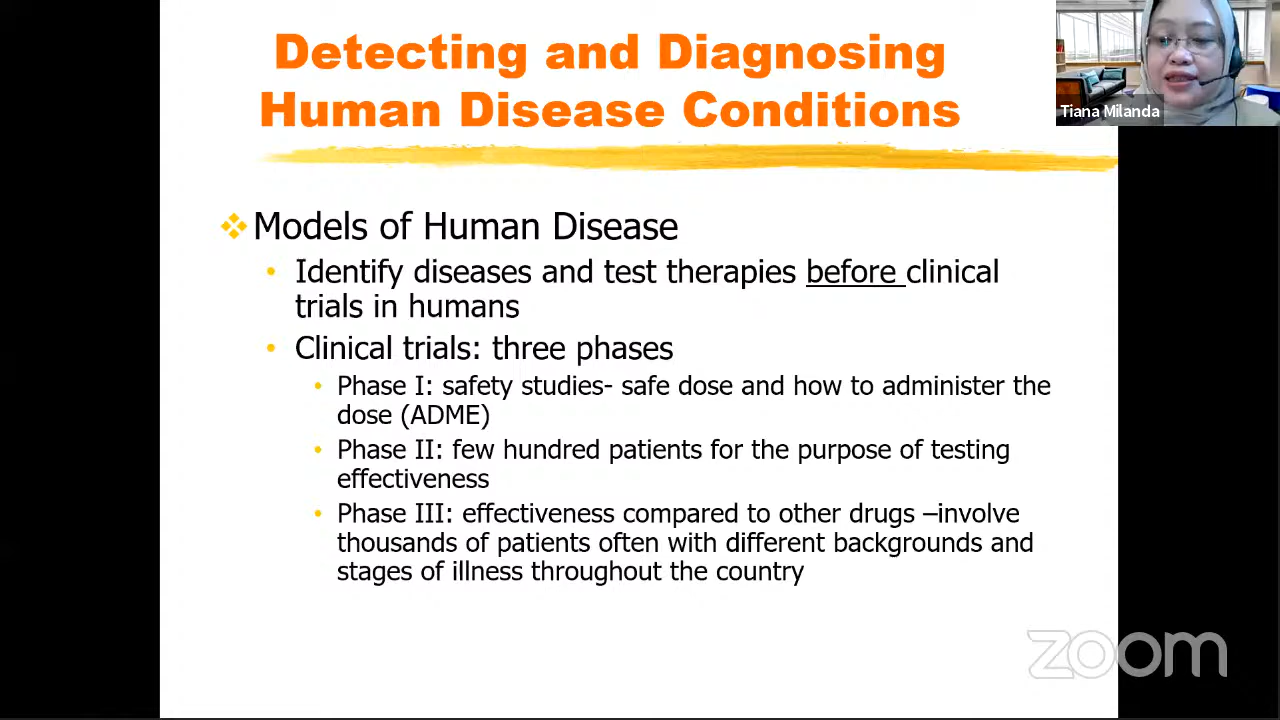 Detecting and Diagnosing
Human Disease Conditions
Tiana Milanda
Models of Human Disease
Identify diseases and test therapies before clinical
trials in humans
Clinical trials: three phases
Phase I: safety studies- safe dose and how to administer the
dose (ADME)
Phase II: few hundred patients for the purpose of testing
effectiveness
Phase III: effectiveness compared to other drugs –involve
thousands of patients often with different backgrounds and
stages of illness throughout the country
zoom